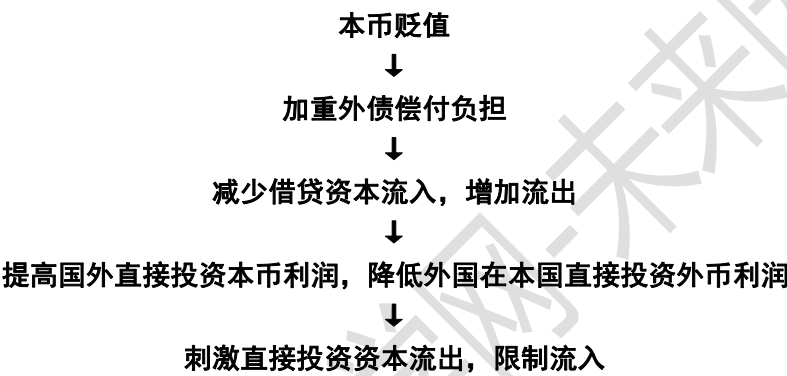 本币贬值
↓
加重外债偿付负担
↓
减少借贷资本流入，增加流出
↓
提高国外直接投资本币利润，降低外国在本国直接投资外币利润
↓
刺激直接投资资本流出，限制流入
网-未来